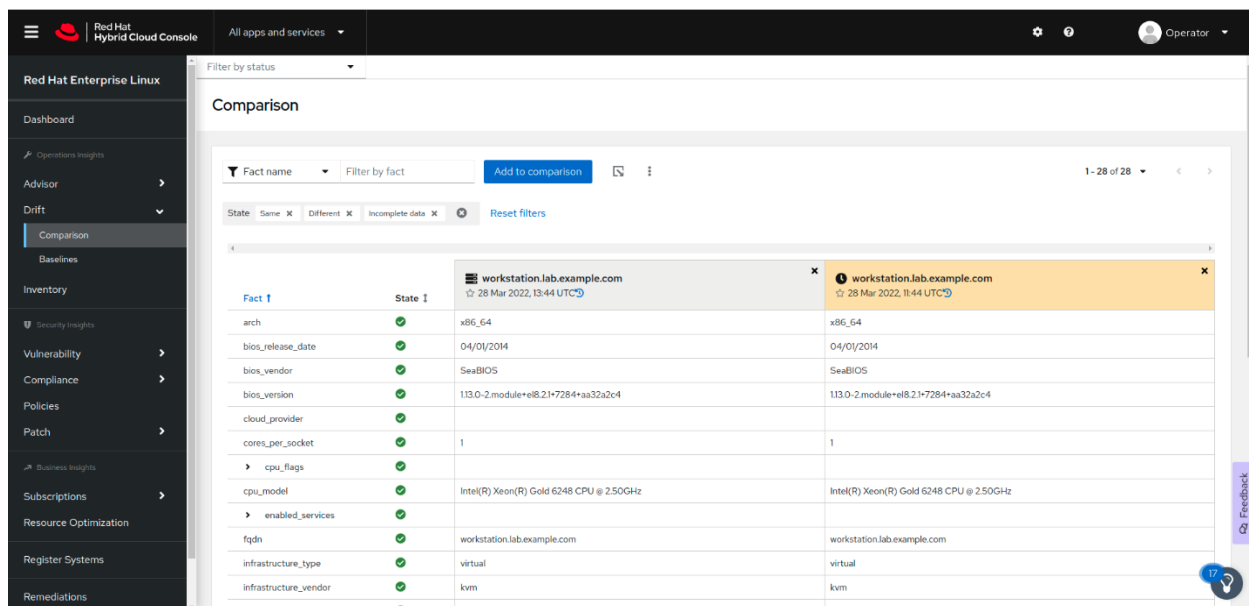 Red Hat
Hybrid Cloud Console
All apps and services
Operator
Red Hat Enterprise Linux
Dashboard
Operations Insights
Advisor
Drift
Comparison
Baselines
Inventory
Security Insights
Vulnerability
Compliance
Policies
Patch
Business Insights
Subscriptions
Resource Optimization
Register Systems
Remediations
Filter by status
Comparison
Fact name Filter by fact Add to comparison 1 - 28 of 28
State Same Different Incomplete data Reset filters
workstation.lab.example.com workstation.lab.example.com
28 Mar 2022, 13:44 UTC 28 Mar 2022, 11:44 UTC
Fact State
arch x86_64 x86_64
bios_release_date 04/01/2014 04/01/2014
bios_vendor SeaBIOS SeaBIOS
bios_version 1.13.0-2.module+el8.2.1+7284+aa32a2c4 1.13.0-2.module+el8.2.1+7284+aa32a2c4
cloud_provider
cores_per_socket 1 1
cpu_flags
cpu_model Intel(R) Xeon(R) Gold 6248 CPU @ 2.50GHz Intel(R) Xeon(R) Gold 6248 CPU @ 2.50GHz
enabled_services
fqdn workstation.lab.example.com workstation.lab.example.com
infrastructure_type virtual virtual
infrastructure_vendor kvm kvm
Feedback
17